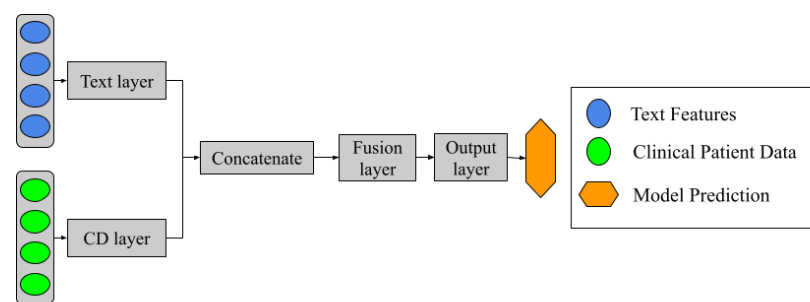 Text layer
CD layer
Concatenate
Fusion
layer
Output
layer
Text Features
Clinical Patient Data
Model Prediction